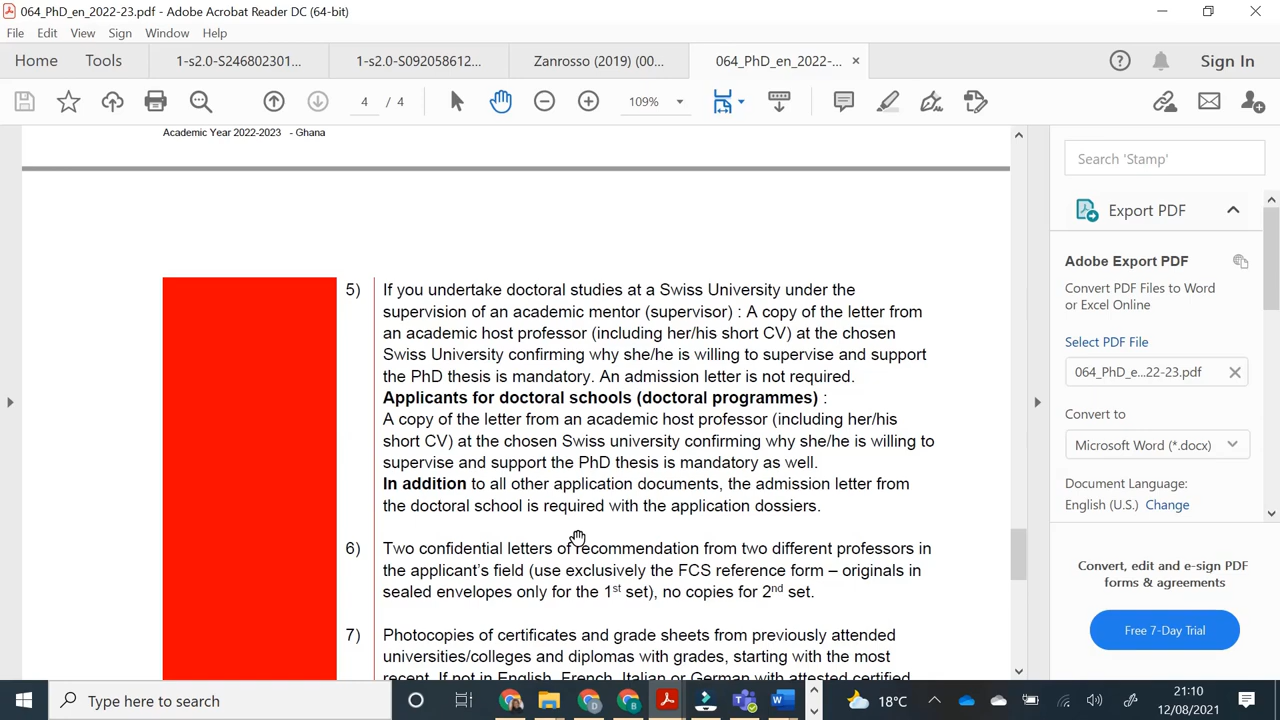 064_PhD_en_2022-23.pdf - Adobe Acrobat Reader DC (64-bit)
File Edit View Sign Window Help
Home Tools 1-s2.0-S246802301... 1-s2.0-S092058612... Zanrosso (2019) (00... 064_PhD_en_2022-... × Sign In
4 / 4 109%
Academic Year 2022-2023 - Ghana
5) If you undertake doctoral studies at a Swiss University under the
supervision of an academic mentor (supervisor) : A copy of the letter from
an academic host professor (including her/his short CV) at the chosen
Swiss University confirming why she/he is willing to supervise and support
the PhD thesis is mandatory. An admission letter is not required.
Applicants for doctoral schools (doctoral programmes) :
A copy of the letter from an academic host professor (including her/his
short CV) at the chosen Swiss university confirming why she/he is willing to
supervise and support the PhD thesis is mandatory as well.
In addition to all other application documents, the admission letter from
the doctoral school is required with the application dossiers.
6) Two confidential letters of recommendation from two different professors in
the applicant's field (use exclusively the FCS reference form – originals in
sealed envelopes only for the 1st set), no copies for 2nd set.
7) Photocopies of certificates and grade sheets from previously attended
universities/colleges and diplomas with grades, starting with the most
recent. If not in English, French, Italian or German with attested certified
Search 'Stamp'
Export PDF
Adobe Export PDF
Convert PDF Files to Word
or Excel Online
Select PDF File
064_PhD_e...22-23.pdf
Convert to
Microsoft Word (*.docx)
Document Language:
English (U.S.) Change
Convert, edit and e-sign PDF
forms & agreements
Free 7-Day Trial
Type here to search
18°C
21:10
12/08/2021